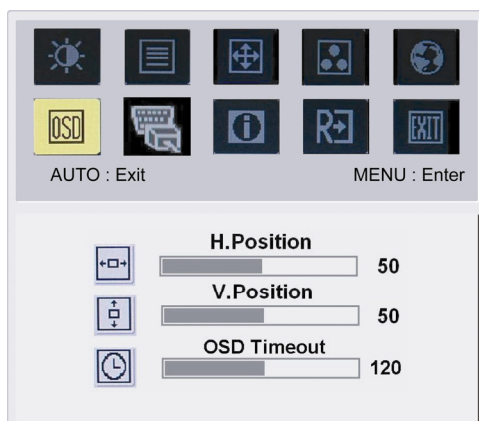 OSD
i
R
EXIT
AUTO : Exit
MENU : Enter
H.Position
50
V.Position
50
OSD Timeout
120